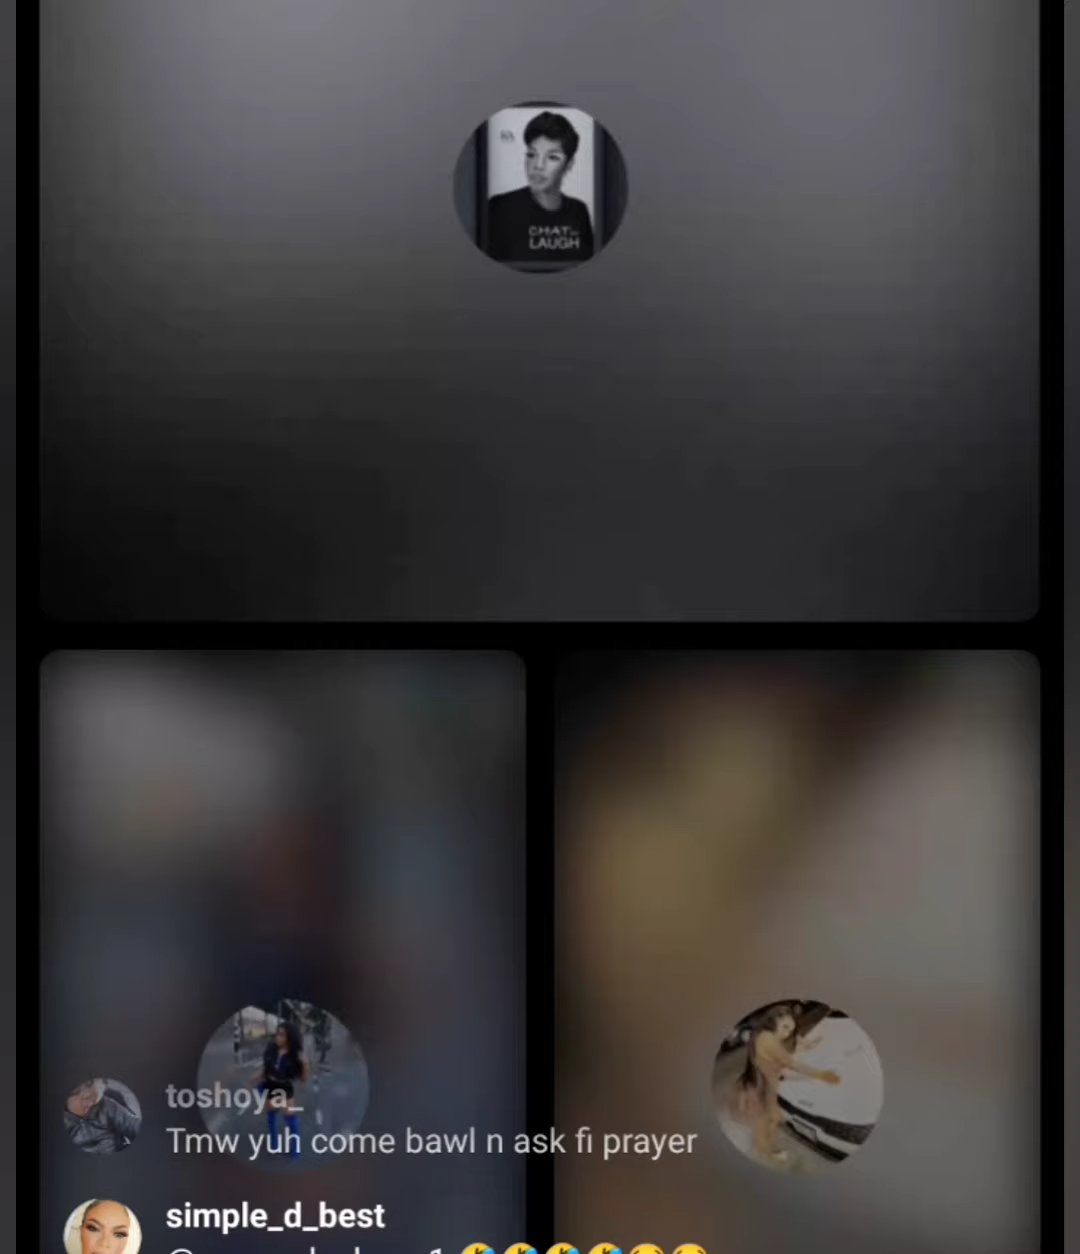 CHAT
LAUGH
toshoya_
Tmw yuh come bawl n ask fi prayer
simple_d_best